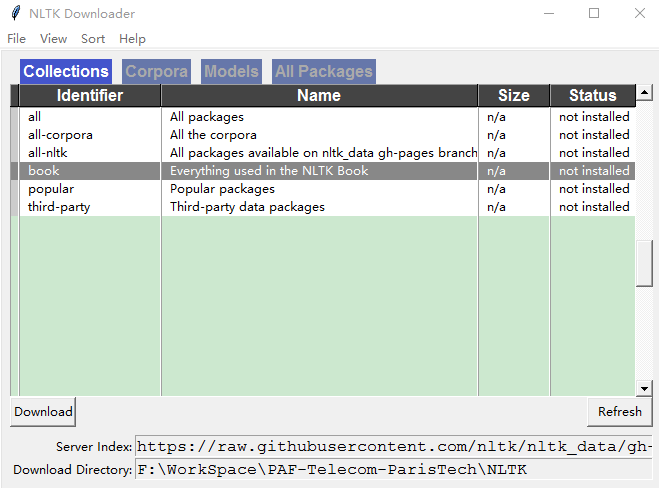 NLTK Downloader
File View Sort Help
Collections Corpora Models All Packages
Identifier Name Size Status
all All packages n/a not installed
all-corpora All the corpora n/a not installed
all-nltk All packages available on nltk_data gh-pages branch n/a not installed
book Everything used in the NLTK Book n/a not installed
popular Popular packages n/a not installed
third-party Third-party data packages n/a not installed
Download Refresh
Server Index: https://raw.githubusercontent.com/nltk/nltk_data/gh-
Download Directory: F:\WorkSpace\PAF-Telecom-ParisTech\NLTK